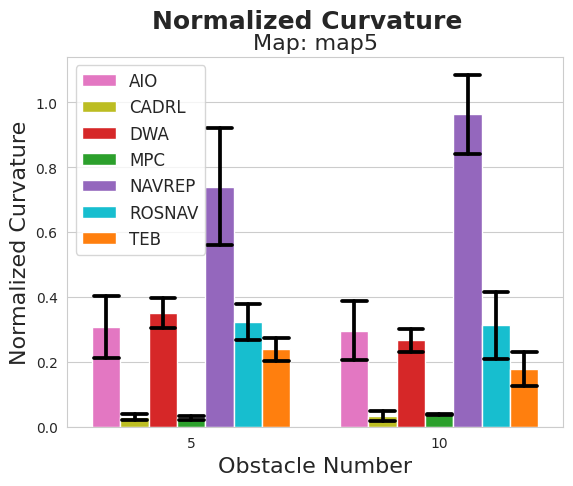 Normalized Curvature
Map: map5
Normalized Curvature
1.0
0.8
0.6
0.4
0.2
0.0
AIO
CADRL
DWA
MPC
NAVREP
ROSNAV
TEB
5
10
Obstacle Number